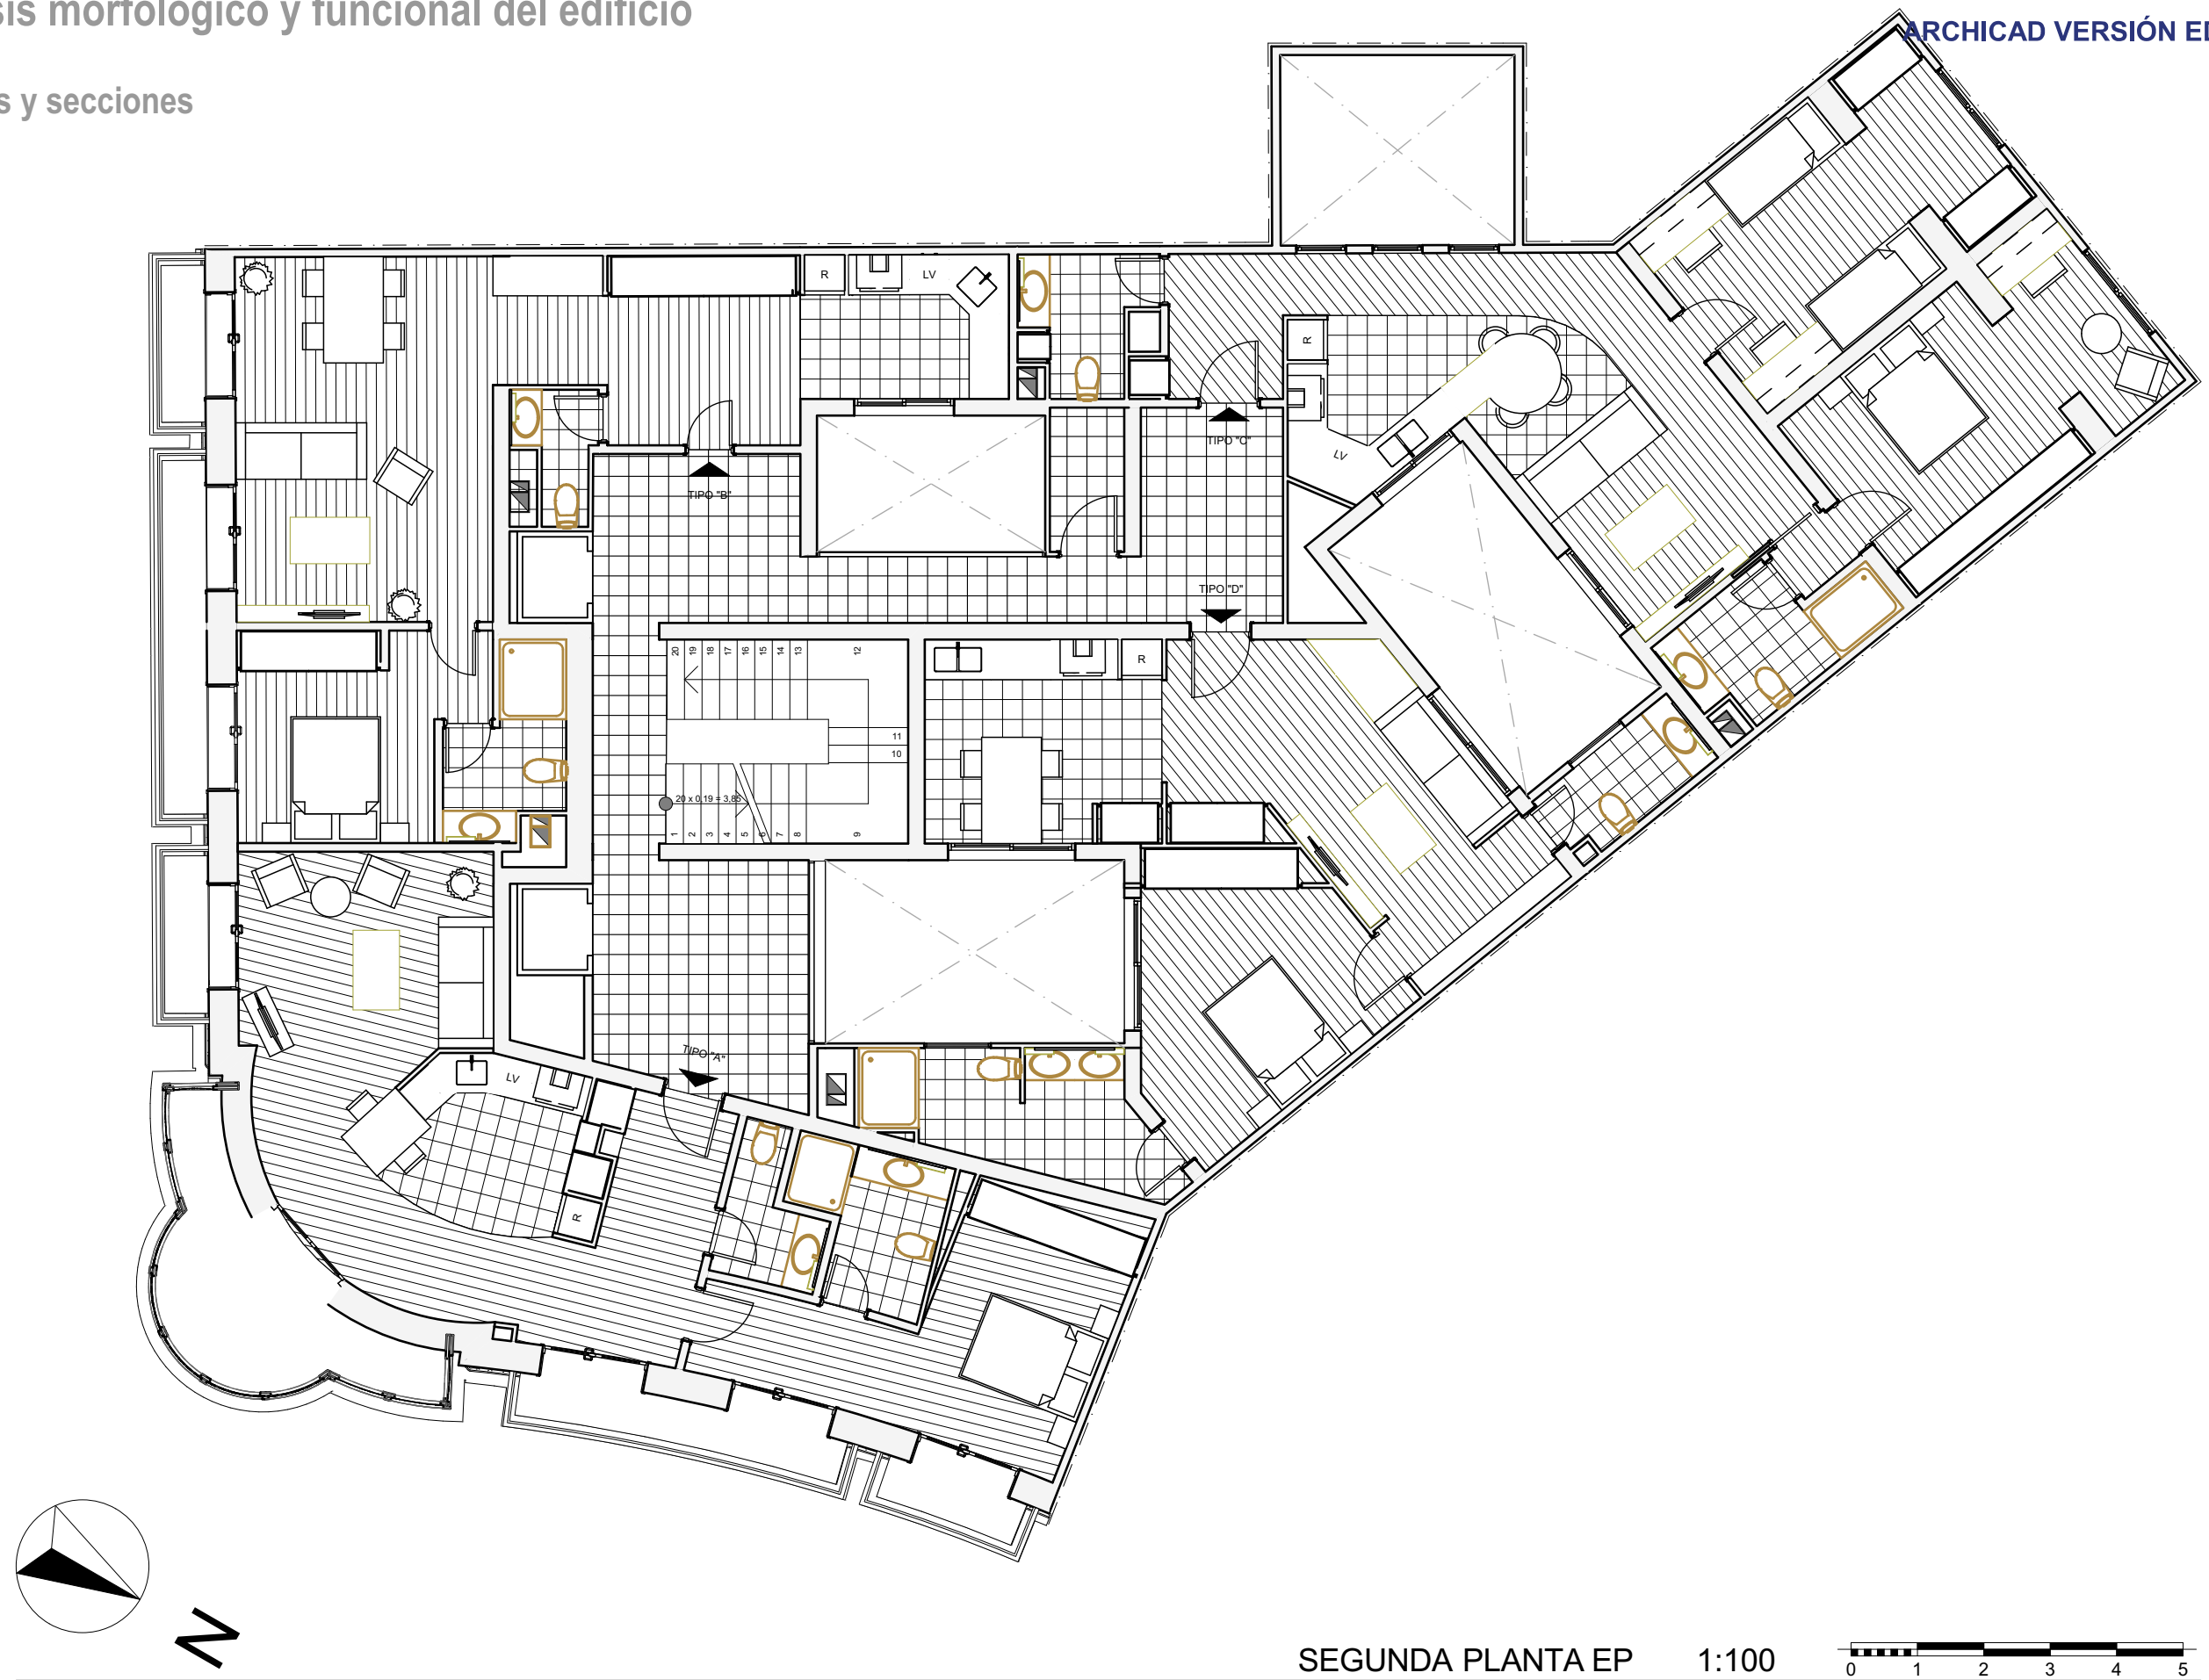 sis morfológico y funcional del edificio
ARCHICAD VERSIÓN ED
s y secciones
R
LV
R
TIPO "C"
LV
TIPO "B"
TIPO "D"
20 19 18 17 16 15 14 13 12
R
11
10
20 x 0,19 = 3,85
1 2 3 4 5 6 7 8 9
TIPO "A"
LV
R
N
SEGUNDA PLANTA EP 1:100
0 1 2 3 4 5